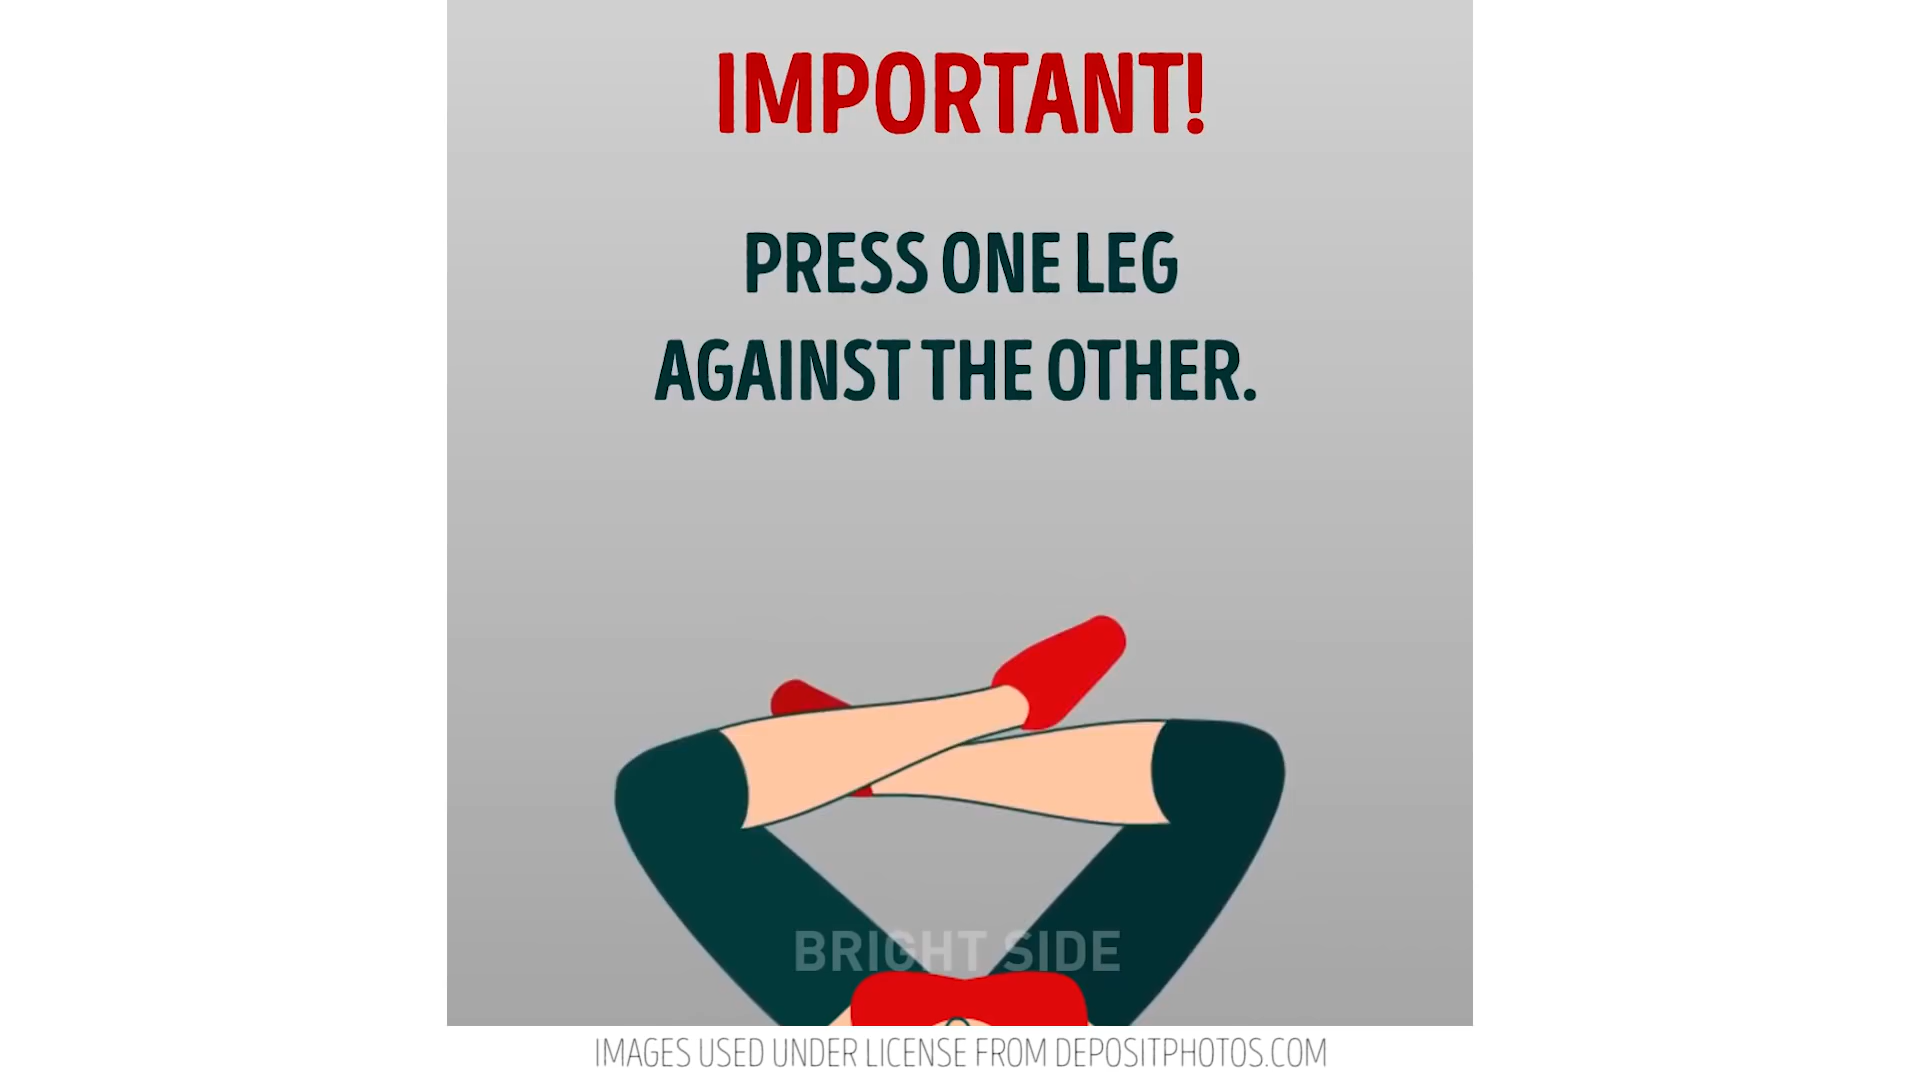 IMPORTANT!
PRESS ONE LEG
AGAINST THE OTHER.
BRIGHT SIDE
IMAGES USED UNDER LICENSE FROM DEPOSITPHOTOS.COM